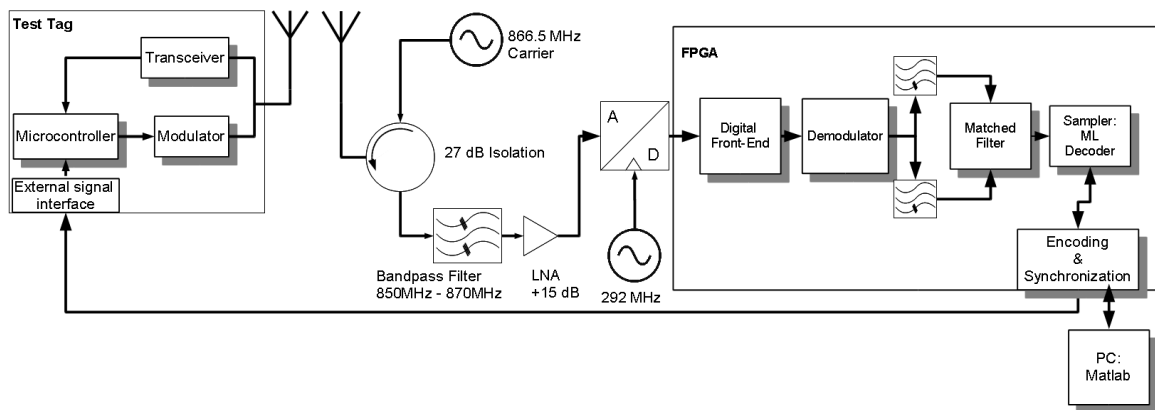 Test Tag
Transceiver
Microcontroller
Modulator
External signal
interface
866.5 MHz
Carrier
27 dB Isolation
Bandpass Filter
850MHz - 870MHz
LNA
+15 dB
A
D
292 MHz
FPGA
Digital
Front-End
Demodulator
Matched
Filter
Sampler:
ML
Decoder
Encoding
&
Synchronization
PC:
Matlab